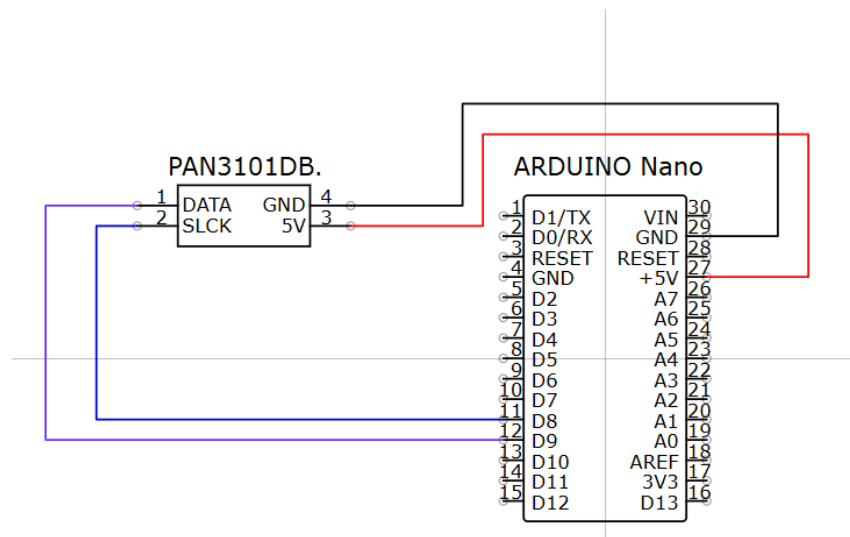 PAN3101DB.
1 DATA GND 4
2 SLCK 5V 3
ARDUINO Nano
1 D1/TX VIN 30
2 D0/RX GND 29
3 RESET RESET 28
4 GND +5V 27
5 D2 A7 26
6 D3 A6 25
7 D4 A5 24
8 D5 A4 23
9 D6 A3 22
10 D7 A2 21
11 D8 A1 20
12 D9 A0 19
13 D10 AREF 18
14 D11 3V3 17
15 D12 D13 16